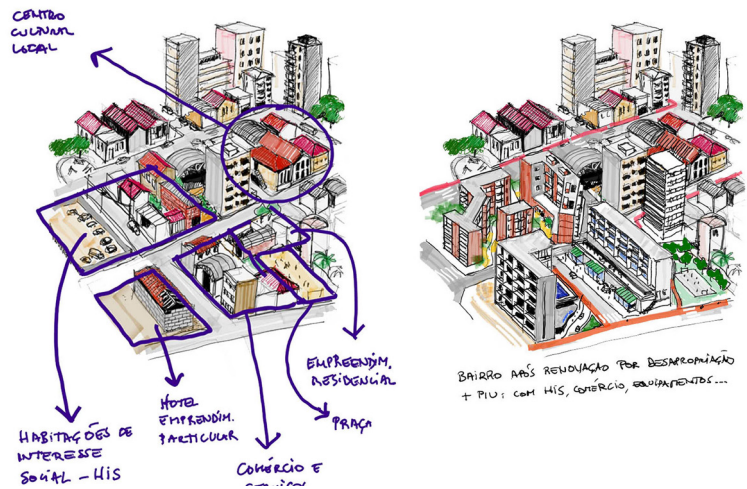 CENTRO
CULTURAL
LOCAL
EMPREENDIM.
RESIDENCIAL
PRAÇA
HOTEL
EMPRENDIM.
PARTICULAR
HABITAÇÕES DE
INTERESSE
SOCIAL - HIS
COMÉRCIO E
BAIRRO APÓS RENOVAÇÃO POR DESAPROPRIAÇÃO
+ PIU: COM HIS, COMÉRCIO, EQUIPAMENTOS...